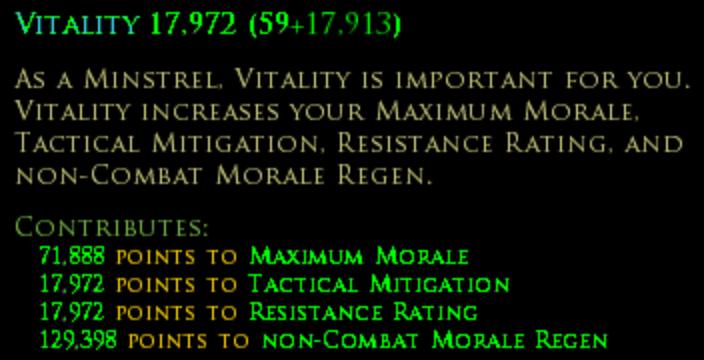 Vitality 17,972 (59+17,913)
As a Minstrel, Vitality is important for you.
Vitality increases your Maximum Morale,
Tactical Mitigation, Resistance Rating, and
non-Combat Morale Regen.
Contributes:
71,888 points to Maximum Morale
17,972 points to Tactical Mitigation
17,972 points to Resistance Rating
129,398 points to non-Combat Morale Regen